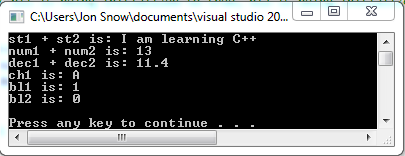 C:\Users\Jon Snow\documents\visual studio 20...
st1 + st2 is: I am learning C++
num1 + num2 is: 13
dec1 + dec2 is: 11.4
ch1 is: A
bl1 is: 1
bl2 is: 0
Press any key to continue . . .